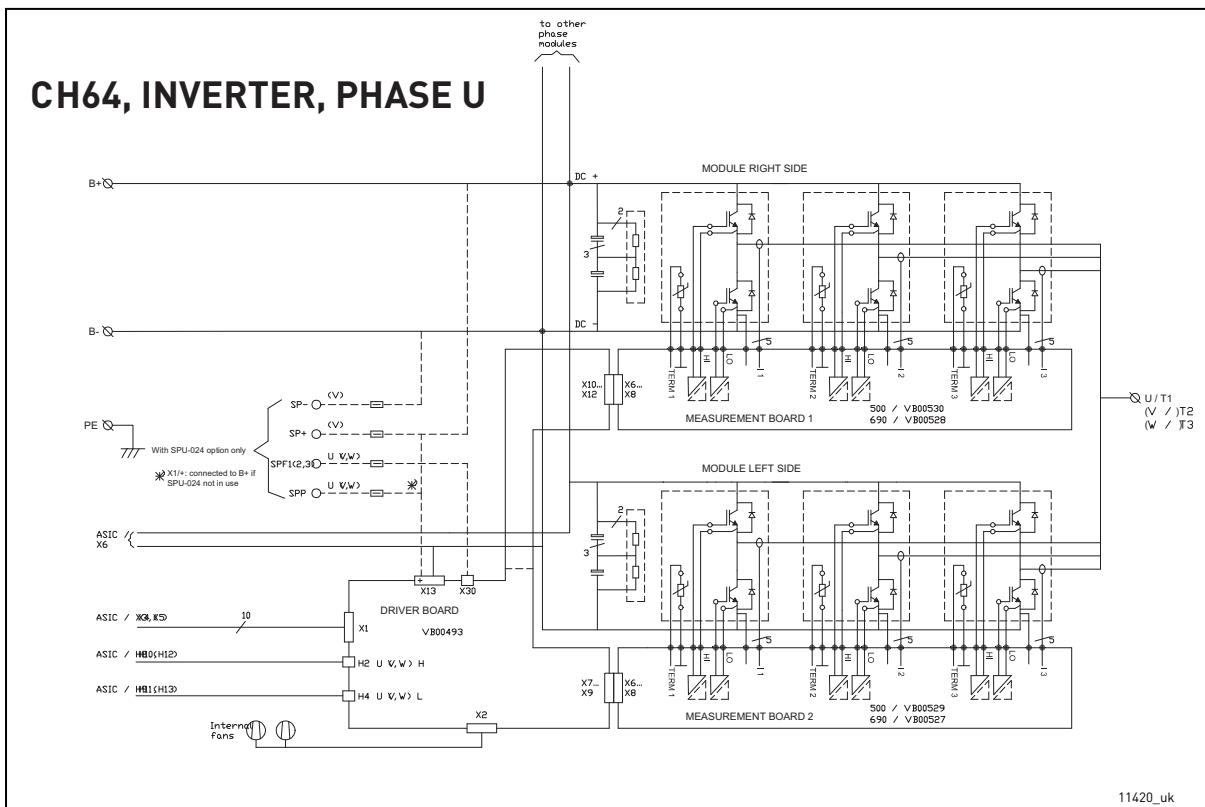 to other
phase
modules
CH64, INVERTER, PHASE U
MODULE RIGHT SIDE
B+
DC +
2
3
B-
DC -
5
5
5
TERM 1
HI
LO
I 1
TERM 2
HI
LO
I 2
TERM 3
HI
LO
I 3
X10...
X12
X6...
X8
MEASUREMENT BOARD 1
500 / VB00530
690 / VB00528
U / T1
(V / )T2
(W / )T3
SP-
(V)
SP+
(V)
PE
With SPU-024 option only
SPF1(2,3)
U (V,W)
X1/+: connected to B+ if
SPU-024 not in use
SPP
U (V,W)
MODULE LEFT SIDE
2
3
ASIC /
X6
X13
X30
DRIVER BOARD
VB00493
ASIC /
10
X1
ASIC /
(H12)
H2 U (V,W) H
ASIC /
(H13)
H4 U (V,W) L
X2
Internal
fans
5
5
5
TERM 1
HI
LO
I 1
TERM 2
HI
LO
I 2
TERM 3
HI
LO
I 3
X7...
X9
X6...
X8
MEASUREMENT BOARD 2
500 / VB00529
690 / VB00527
11420_uk